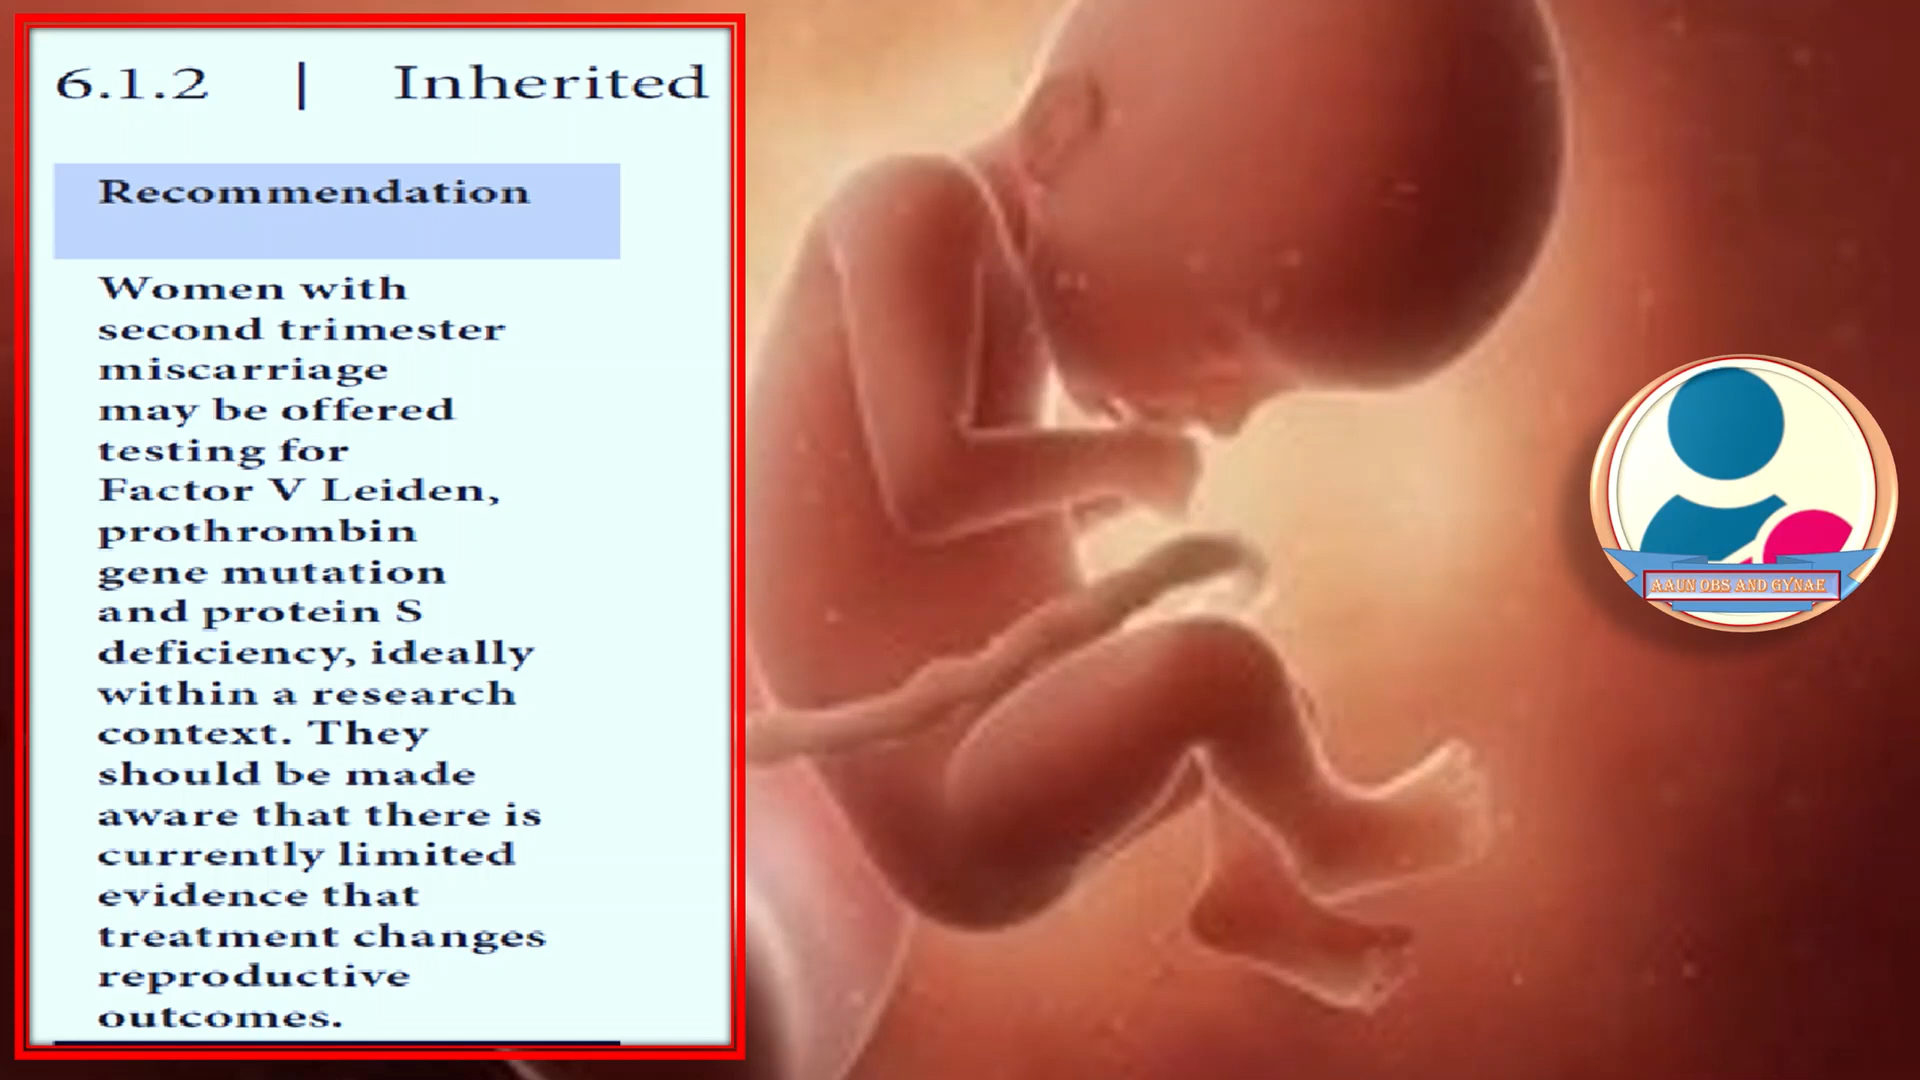 6.1.2 | Inherited
Recommendation
Women with
second trimester
miscarriage
may be offered
testing for
Factor V Leiden,
prothrombin
gene mutation
and protein S
deficiency, ideally
within a research
context. They
should be made
aware that there is
currently limited
evidence that
treatment changes
reproductive
outcomes.
AAUN OBS AND GYNAE